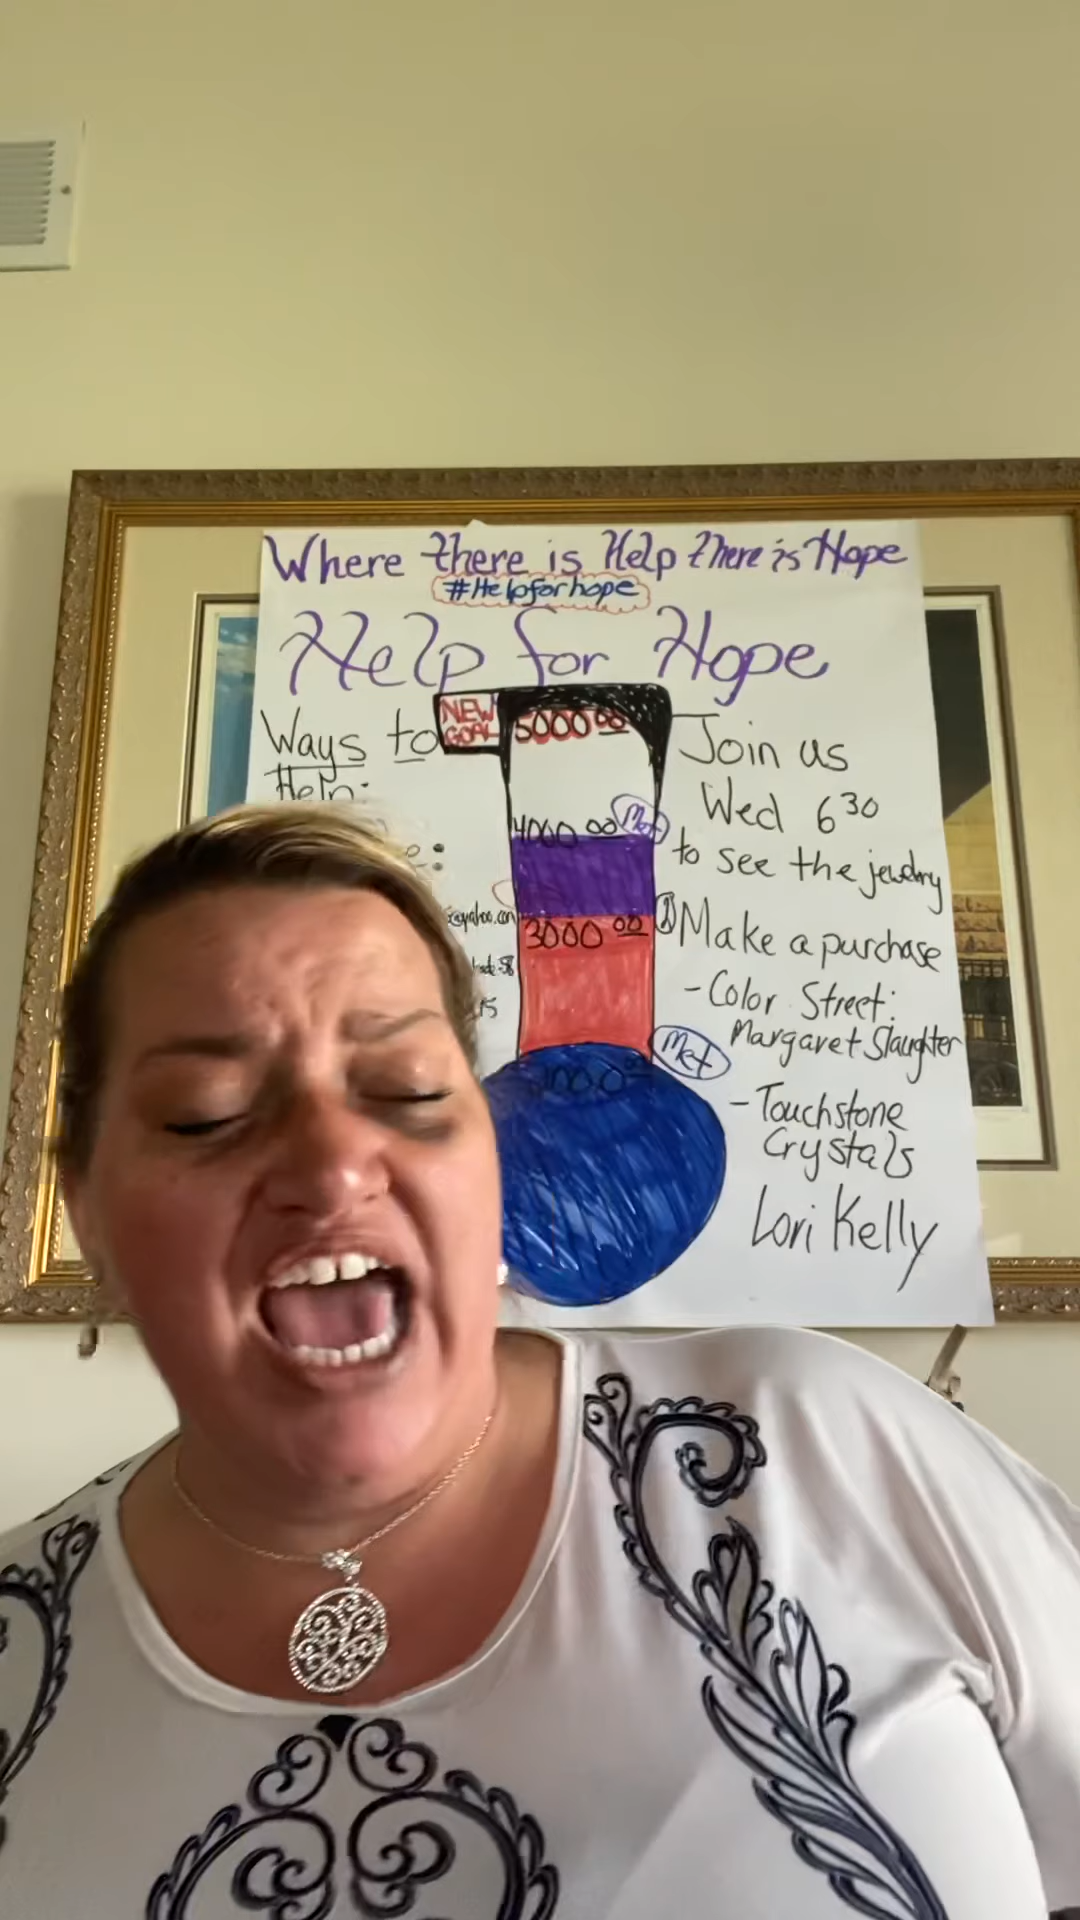 Where there is Help there is Hope
#Helpforhope
Help for Hope
Ways to
Help:
NEW
GOAL
5000 00
4000 00
Met
3000 00
Met
Join us
Wed 6 30
to see the jewelry
Make a purchase
- Color Street:
Margaret Slaughter
- Touchstone
Crystals
Lori Kelly